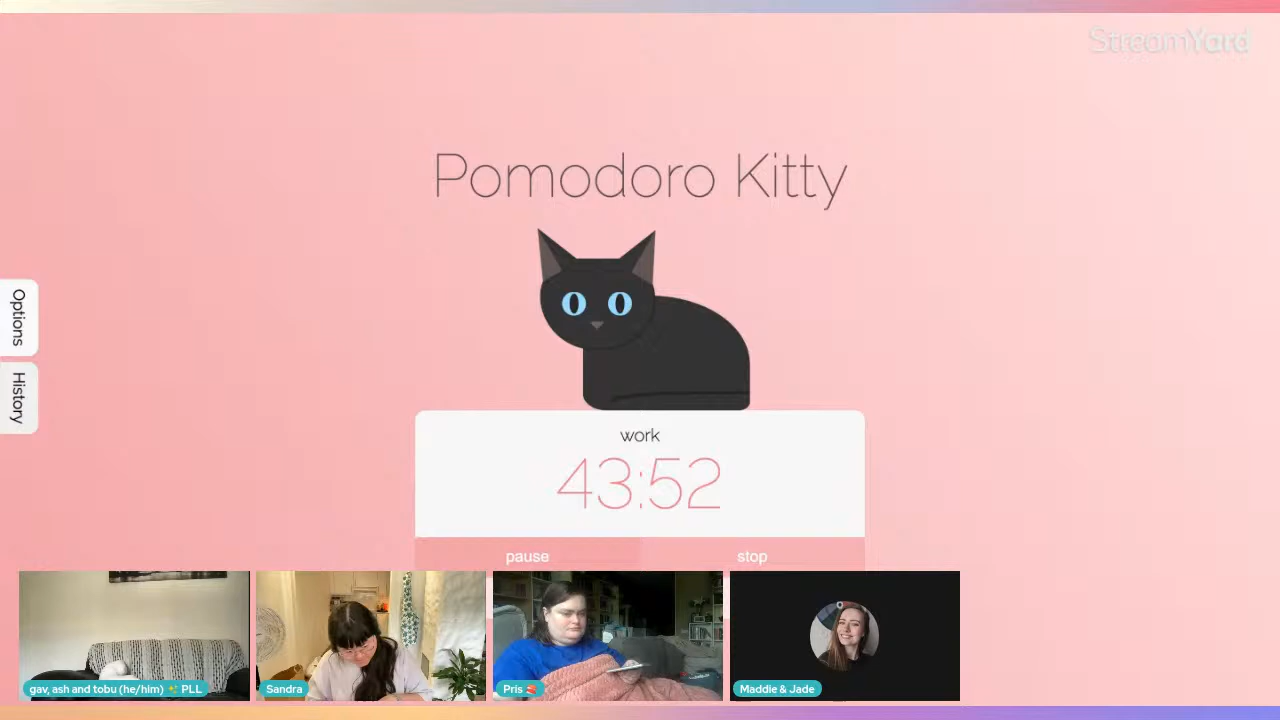 StreamYard
Pomodoro Kitty
Options
History
work
43:52
pause
stop
gav, ash and tobu (he/him) ✨ PLL
Sandra
Pris
Maddie & Jade